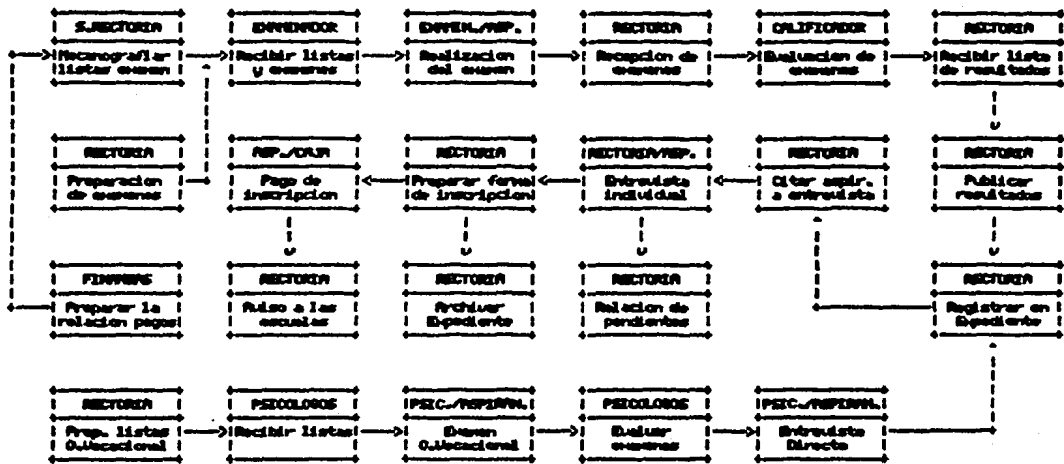 S.RECTORIA
Mecanografiar
listas examen
EXAMINADOR
Recibir listas
y examenes
EXAMEN./ASP.
Realizacion
del examen
RECTORIA
Recepcion de
examenes
CALIFICADOR
Evaluacion de
examenes
RECTORIA
Recibir lista
de resultados
RECTORIA
Preparacion
de examenes
ASP./CAJA
Pago de
inscripcion
RECTORIA
Preparar forma
de inscripcion
RECTORIA/ASP.
Entrevista
individual
RECTORIA
Citar aspir.
a entrevista
RECTORIA
Publicar
resultados
FINANZAS
Preparar la
relacion pagos
RECTORIA
Aviso a las
escuelas
RECTORIA
Archivar
Expediente
RECTORIA
Relacion de
pendientes
RECTORIA
Registrar en
Expediente
RECTORIA
Prep. listas
O.Vocacional
PSICOLOGOS
Recibir listas
PSIC./ASPIRAN.
Examen
O.Vocacional
PSICOLOGOS
Evaluar
examenes
PSIC./ASPIRAN.
Entrevista
Directa